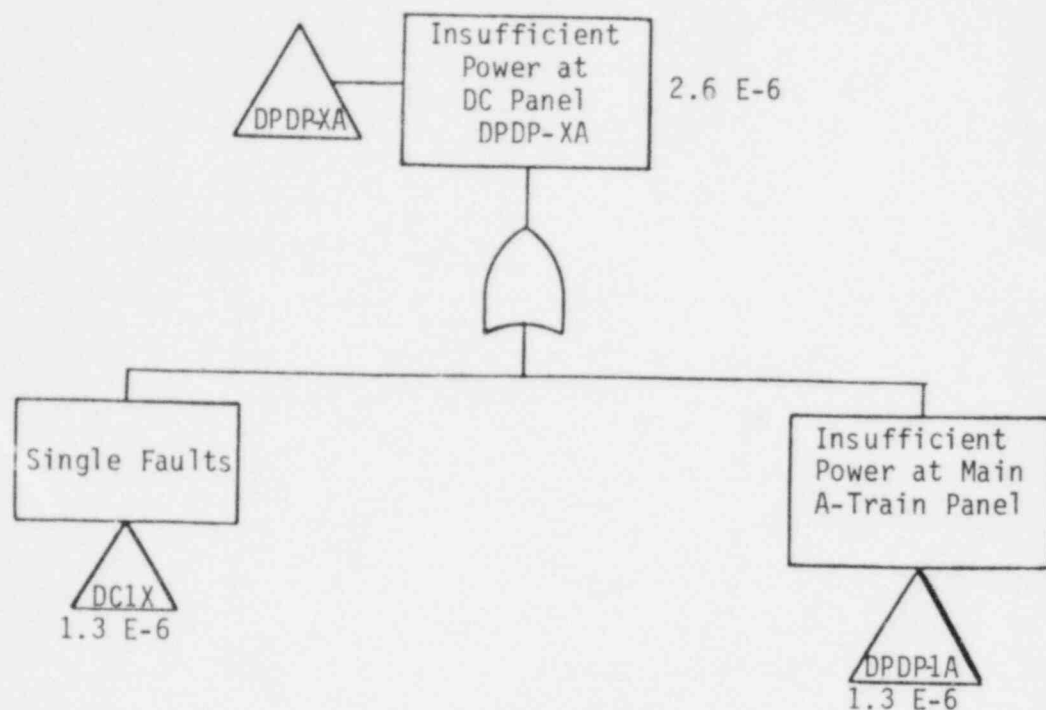 Insufficient
Power at
DC Panel
DPDP-XA
DPDP-XA
2.6 E-6
Single Faults
DC1X
1.3 E-6
Insufficient
Power at Main
A-Train Panel
DPDP-1A
1.3 E-6